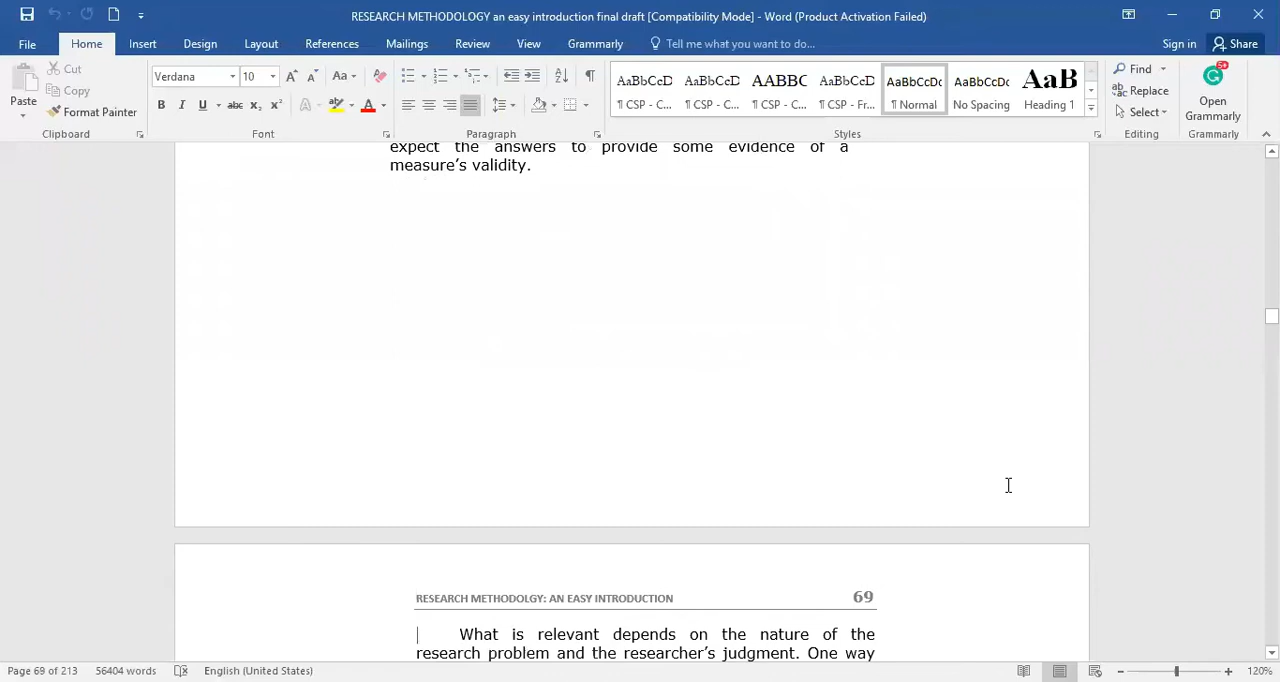 RESEARCH METHODOLOGY an easy introduction final draft [Compatibility Mode] - Word (Product Activation Failed)
File Home Insert Design Layout References Mailings Review View Grammarly Tell me what you want to do... Sign in Share
Paste
Cut
Copy
Format Painter
Clipboard
Verdana 10
Font
Paragraph
AaBbCcD AaBbCcD AABBC AaBbCcD AaBbCcDc AaBbCcDc AaB
¶ CSP - C... ¶ CSP - C... ¶ CSP - C... ¶ CSP - Fr... ¶ Normal No Spacing Heading 1
Styles
Find
Replace
Select
Editing
5+
Open
Grammarly
Grammarly
expect the answers to provide some evidence of a
measure's validity.
RESEARCH METHODOLGY: AN EASY INTRODUCTION 69
What is relevant depends on the nature of the
research problem and the researcher's judgment. One way
Page 69 of 213 56404 words English (United States) 120%